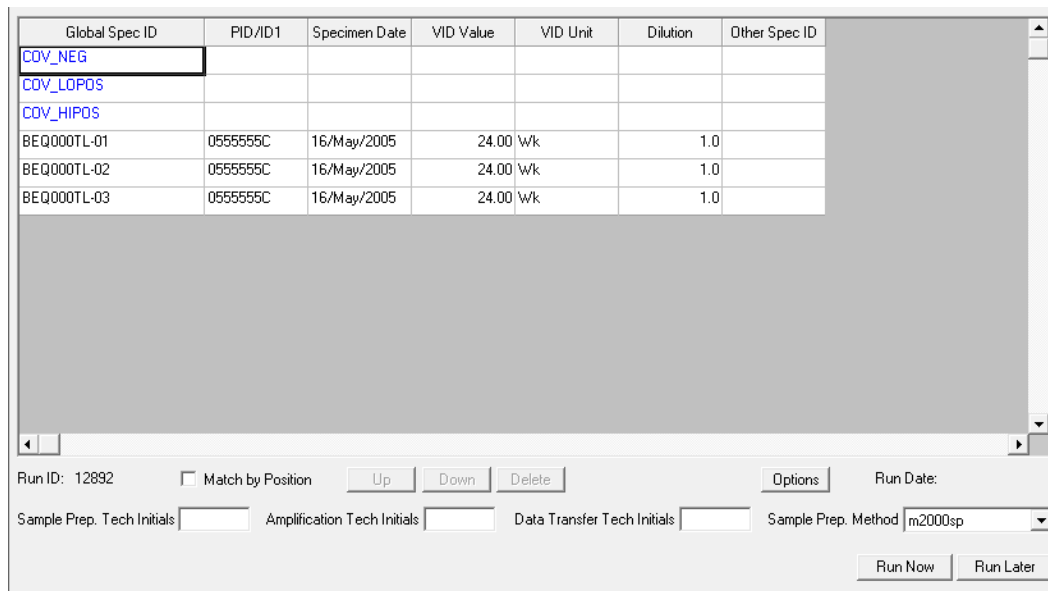 Global Spec ID PID/ID1 Specimen Date VID Value VID Unit Dilution Other Spec ID
COV_NEG
COV_LOPOS
COV_HIPOS
BEQ000TL-01 0555555C 16/May/2005 24.00 Wk 1.0
BEQ000TL-02 0555555C 16/May/2005 24.00 Wk 1.0
BEQ000TL-03 0555555C 16/May/2005 24.00 Wk 1.0
Run ID: 12892 Match by Position Up Down Delete Options Run Date:
Sample Prep. Tech Initials Amplification Tech Initials Data Transfer Tech Initials Sample Prep. Method m2000sp
Run Now Run Later